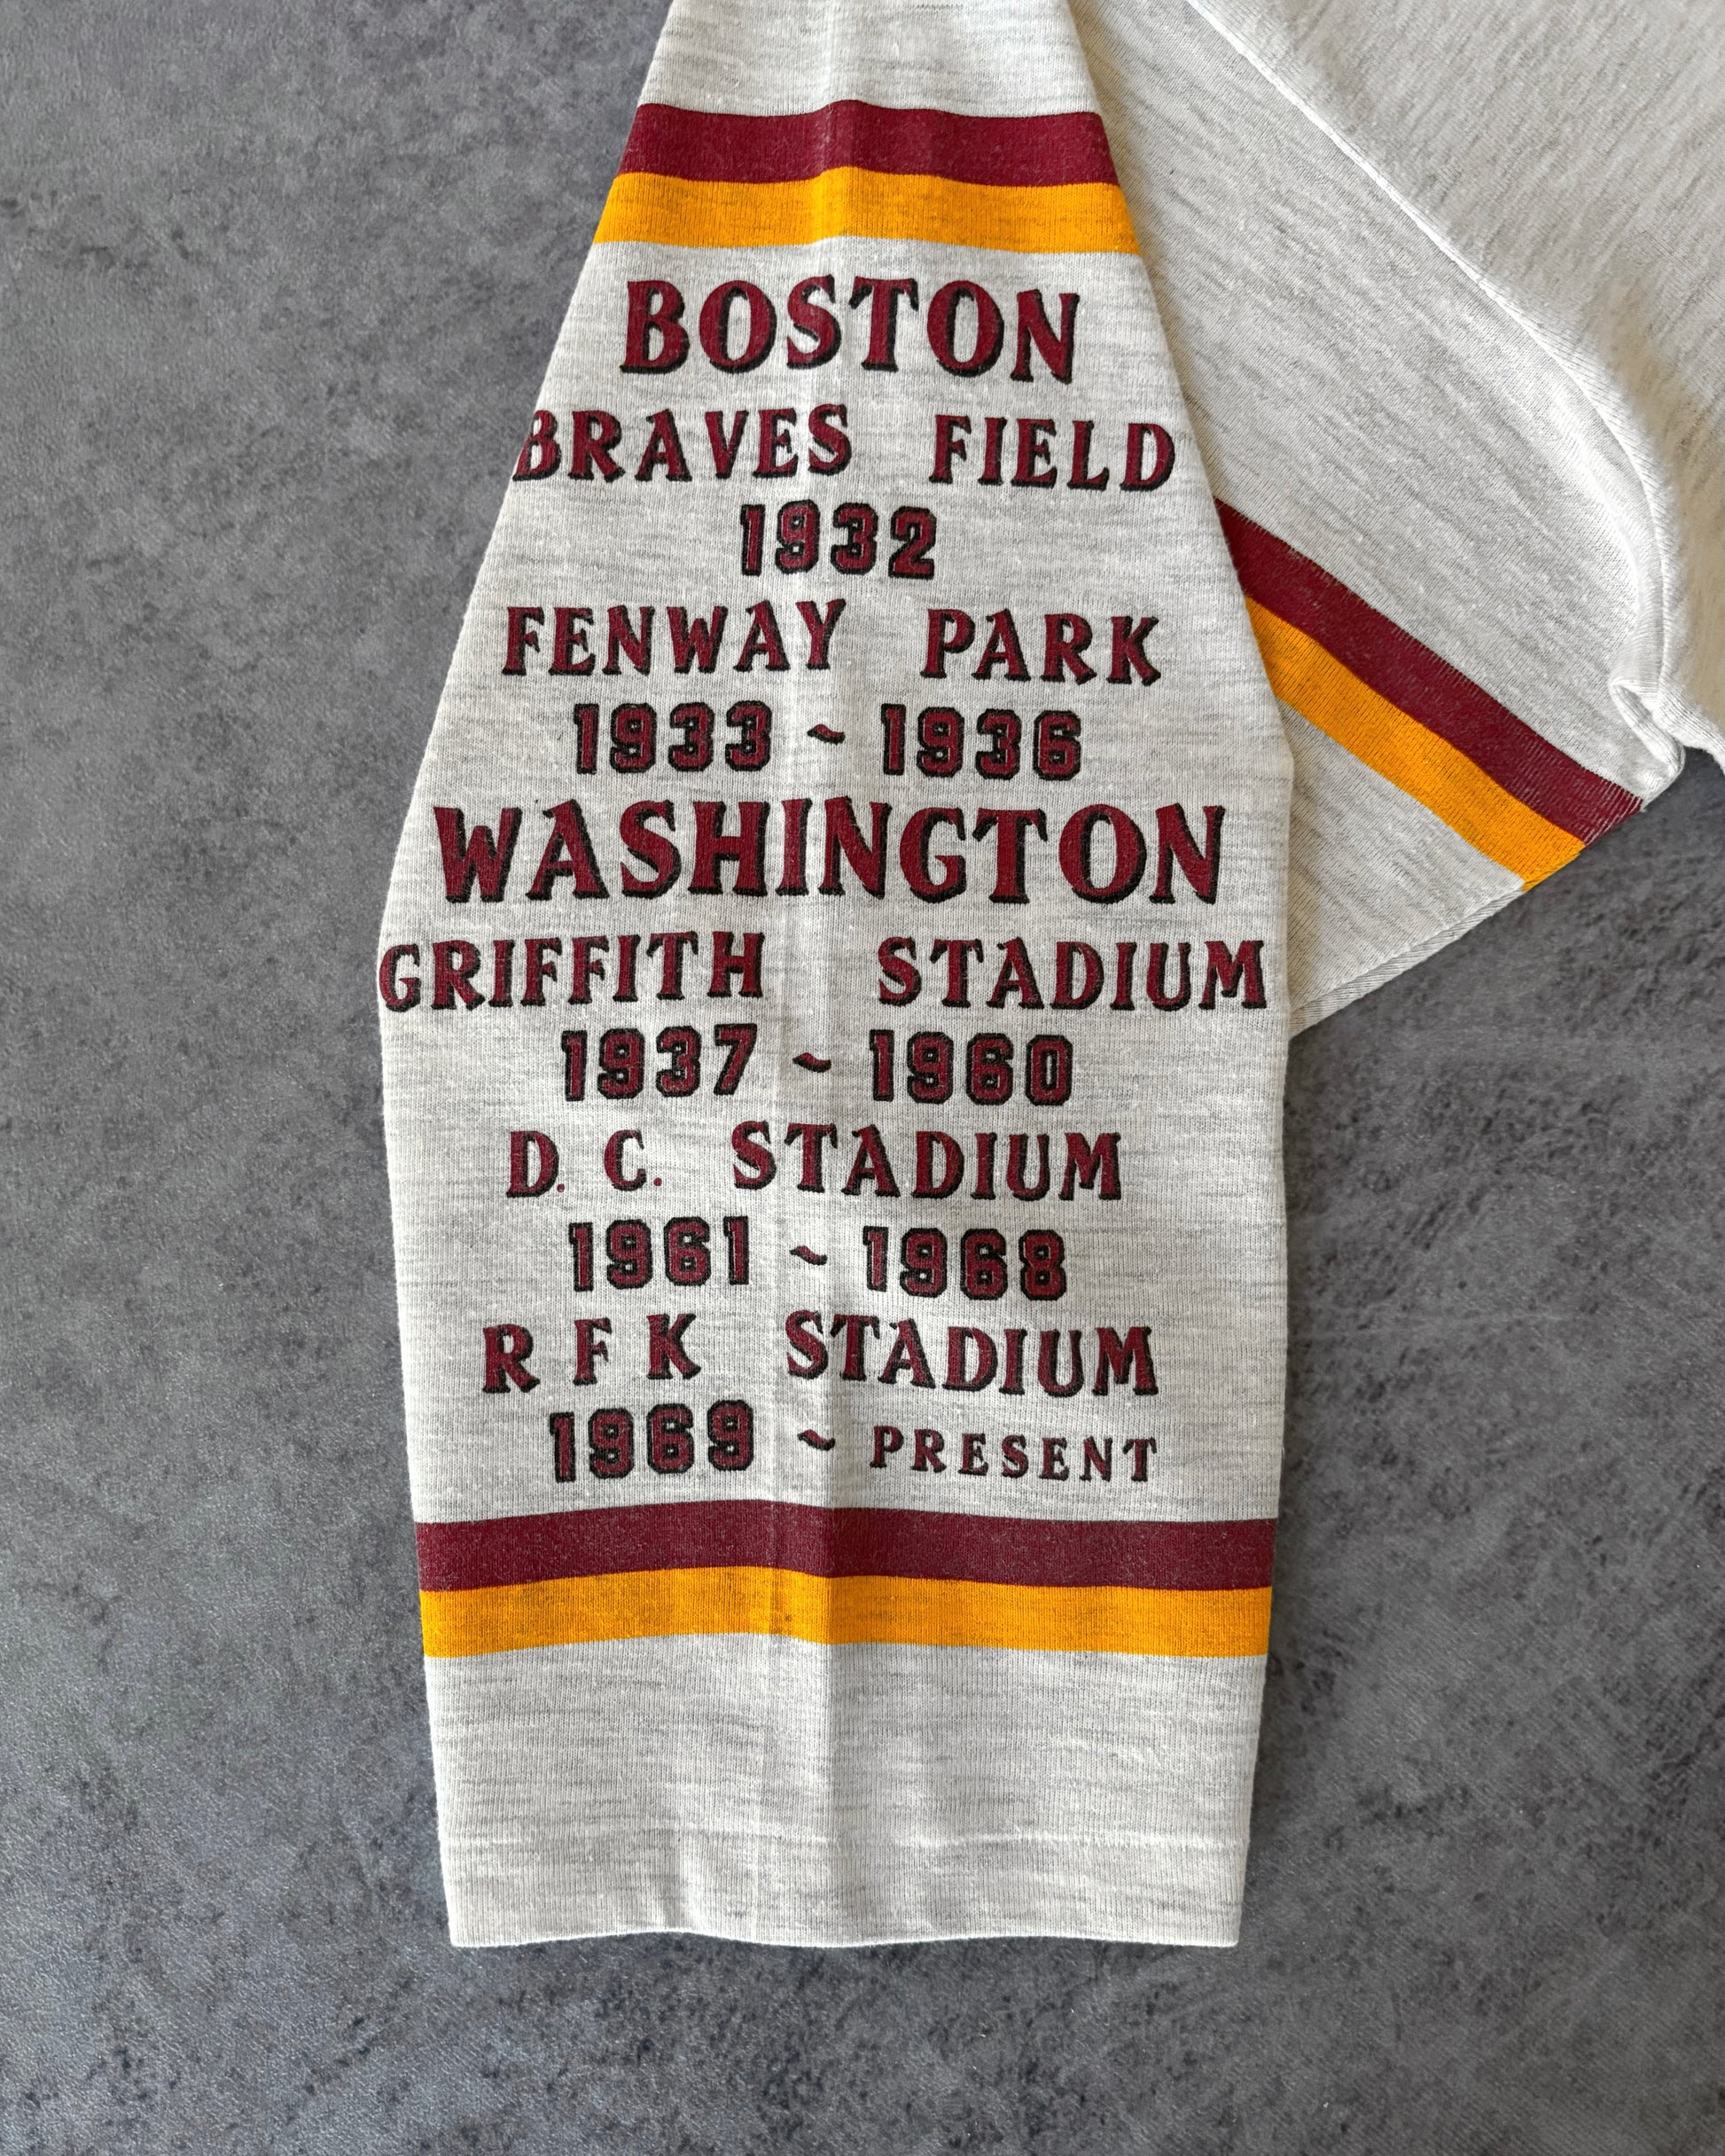 BOSTON
BRAVES FIELD
1932
FENWAY PARK
1933 ~ 1936
WASHINGTON
GRIFFITH STADIUM
1937 ~ 1960
D. C. STADIUM
1961 ~ 1968
R F K STADIUM
1969 ~ PRESENT